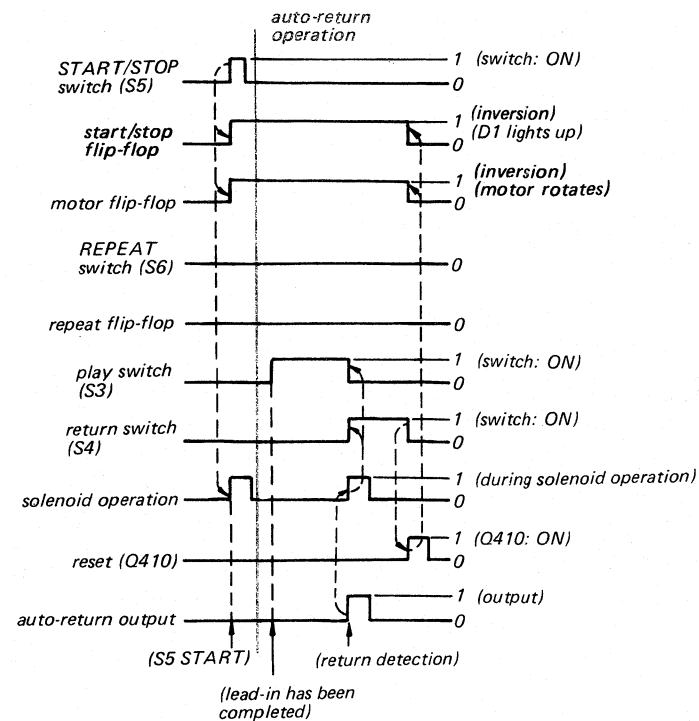 auto-return
operation
START/STOP
switch (S5)
1 (switch: ON)
0
start/stop
flip-flop
1 (inversion)
(D1 lights up)
0
motor flip-flop
1 (inversion)
(motor rotates)
0
REPEAT
switch (S6)
0
repeat flip-flop
0
play switch
(S3)
1 (switch: ON)
0
return switch
(S4)
1 (switch: ON)
0
solenoid operation
1 (during solenoid operation)
0
reset (Q410)
1 (Q410: ON)
0
auto-return output
1 (output)
0
(S5 START)
(return detection)
(lead-in has been
completed)